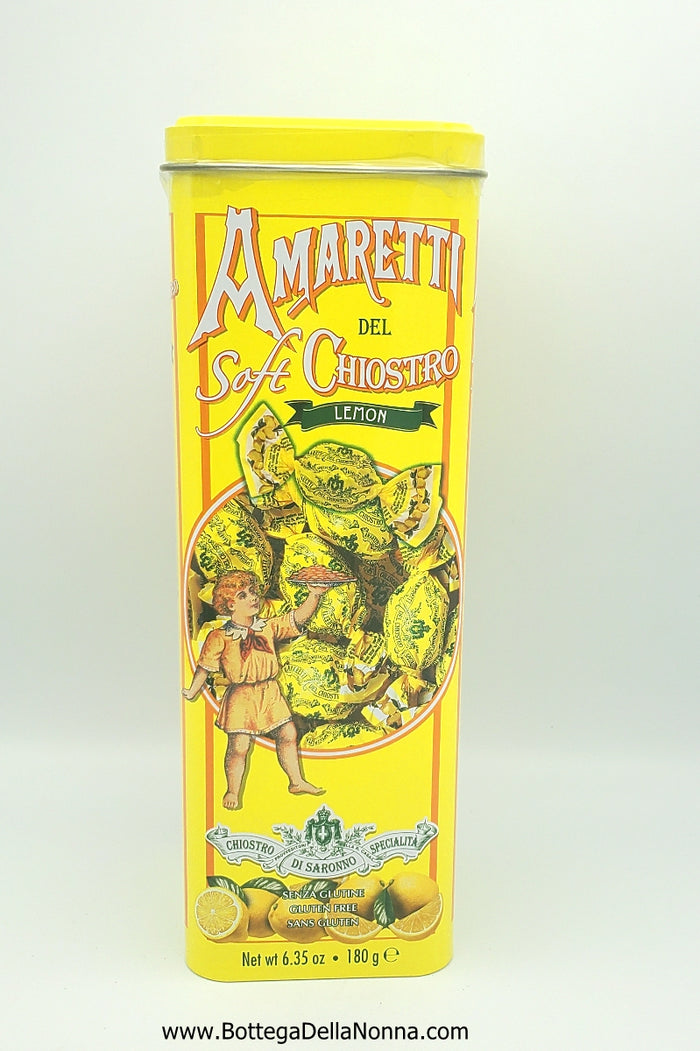 AMARETTI
DEL
Soft CHIOSTRO
LEMON
CHIOSTRO DI SARONNO SPECIALITÀ
SENZA GLUTINE
GLUTEN FREE
SANS GLUTEN
Net wt 6.35 oz • 180 g ℮
www.BottegaDellaNonna.com